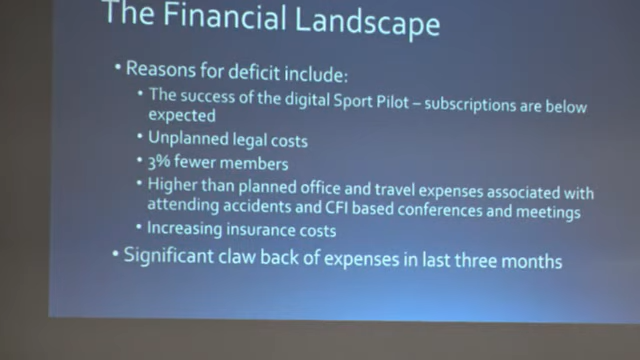 The Financial Landscape
• Reasons for deficit include:
• The success of the digital Sport Pilot – subscriptions are below
expected
• Unplanned legal costs
• 3% fewer members
• Higher than planned office and travel expenses associated with
attending accidents and CFI based conferences and meetings
• Increasing insurance costs
• Significant claw back of expenses in last three months